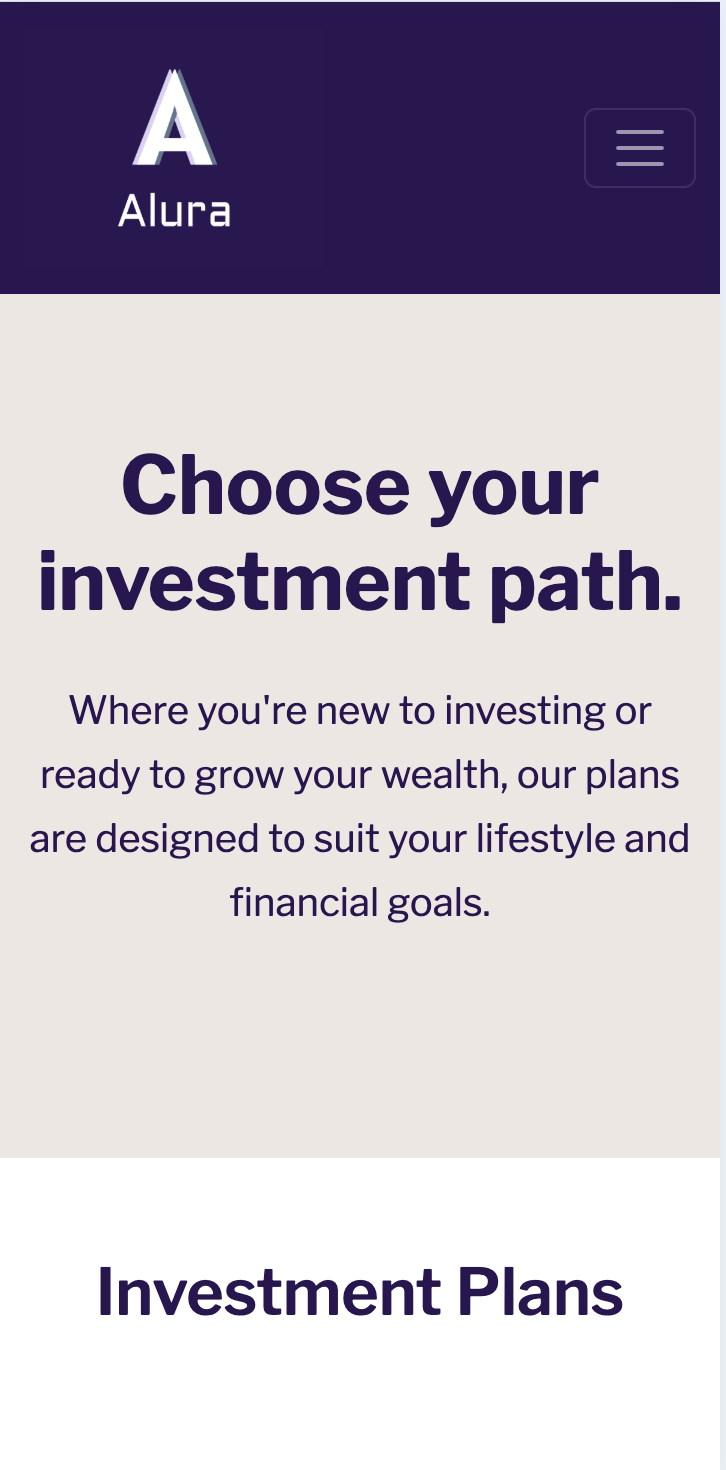 A
Alura
Choose your
investment path.
Where you're new to investing or
ready to grow your wealth, our plans
are designed to suit your lifestyle and
financial goals.
Investment Plans